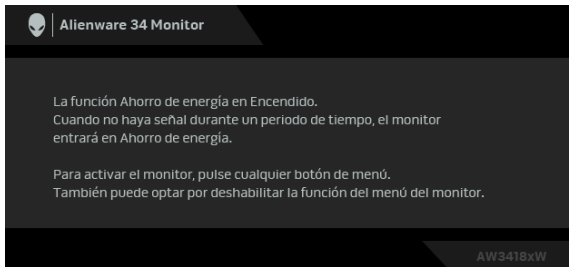 Alienware 34 Monitor
La función Ahorro de energía en Encendido.
Cuando no haya señal durante un periodo de tiempo, el monitor
entrará en Ahorro de energía.
Para activar el monitor, pulse cualquier botón de menú.
También puede optar por deshabilitar la función del menú del monitor.
AW3418xW